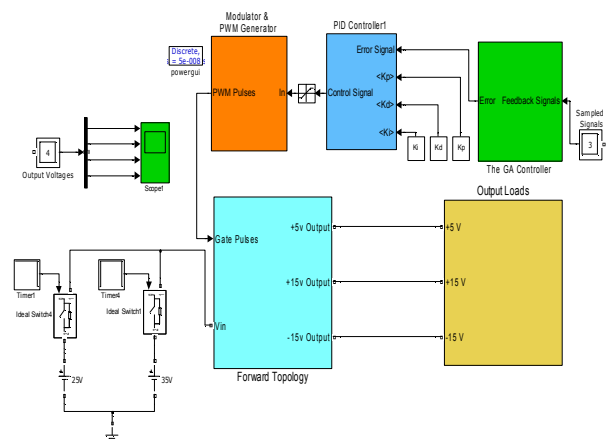 Modulator &
PWM Generator
PID Controller1
Discrete,
= 5e-008 s
powergui
PWM Pulses
In
Error Signal
<Kp>
Control Signal
<Kd>
<Ki>
Ki
Kd
Kp
Error
Feedback Signals
The GA Controller
Sampled
Signals
3
4
Output Voltages
Scope1
Output Loads
Gate Pulses
+5v Output
+5 V
+15v Output
+15 V
Vin
-15v Output
-15 V
Forward Topology
Timer1
Ideal Switch4
Timer4
Ideal Switch1
25V
35V